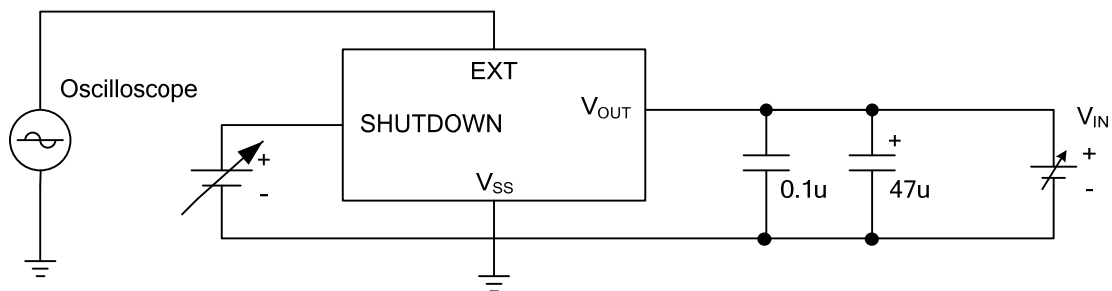 Oscilloscope
EXT
SHUTDOWN
VOUT
VSS
VIN
+
-
+
0.1u
47u
+
-